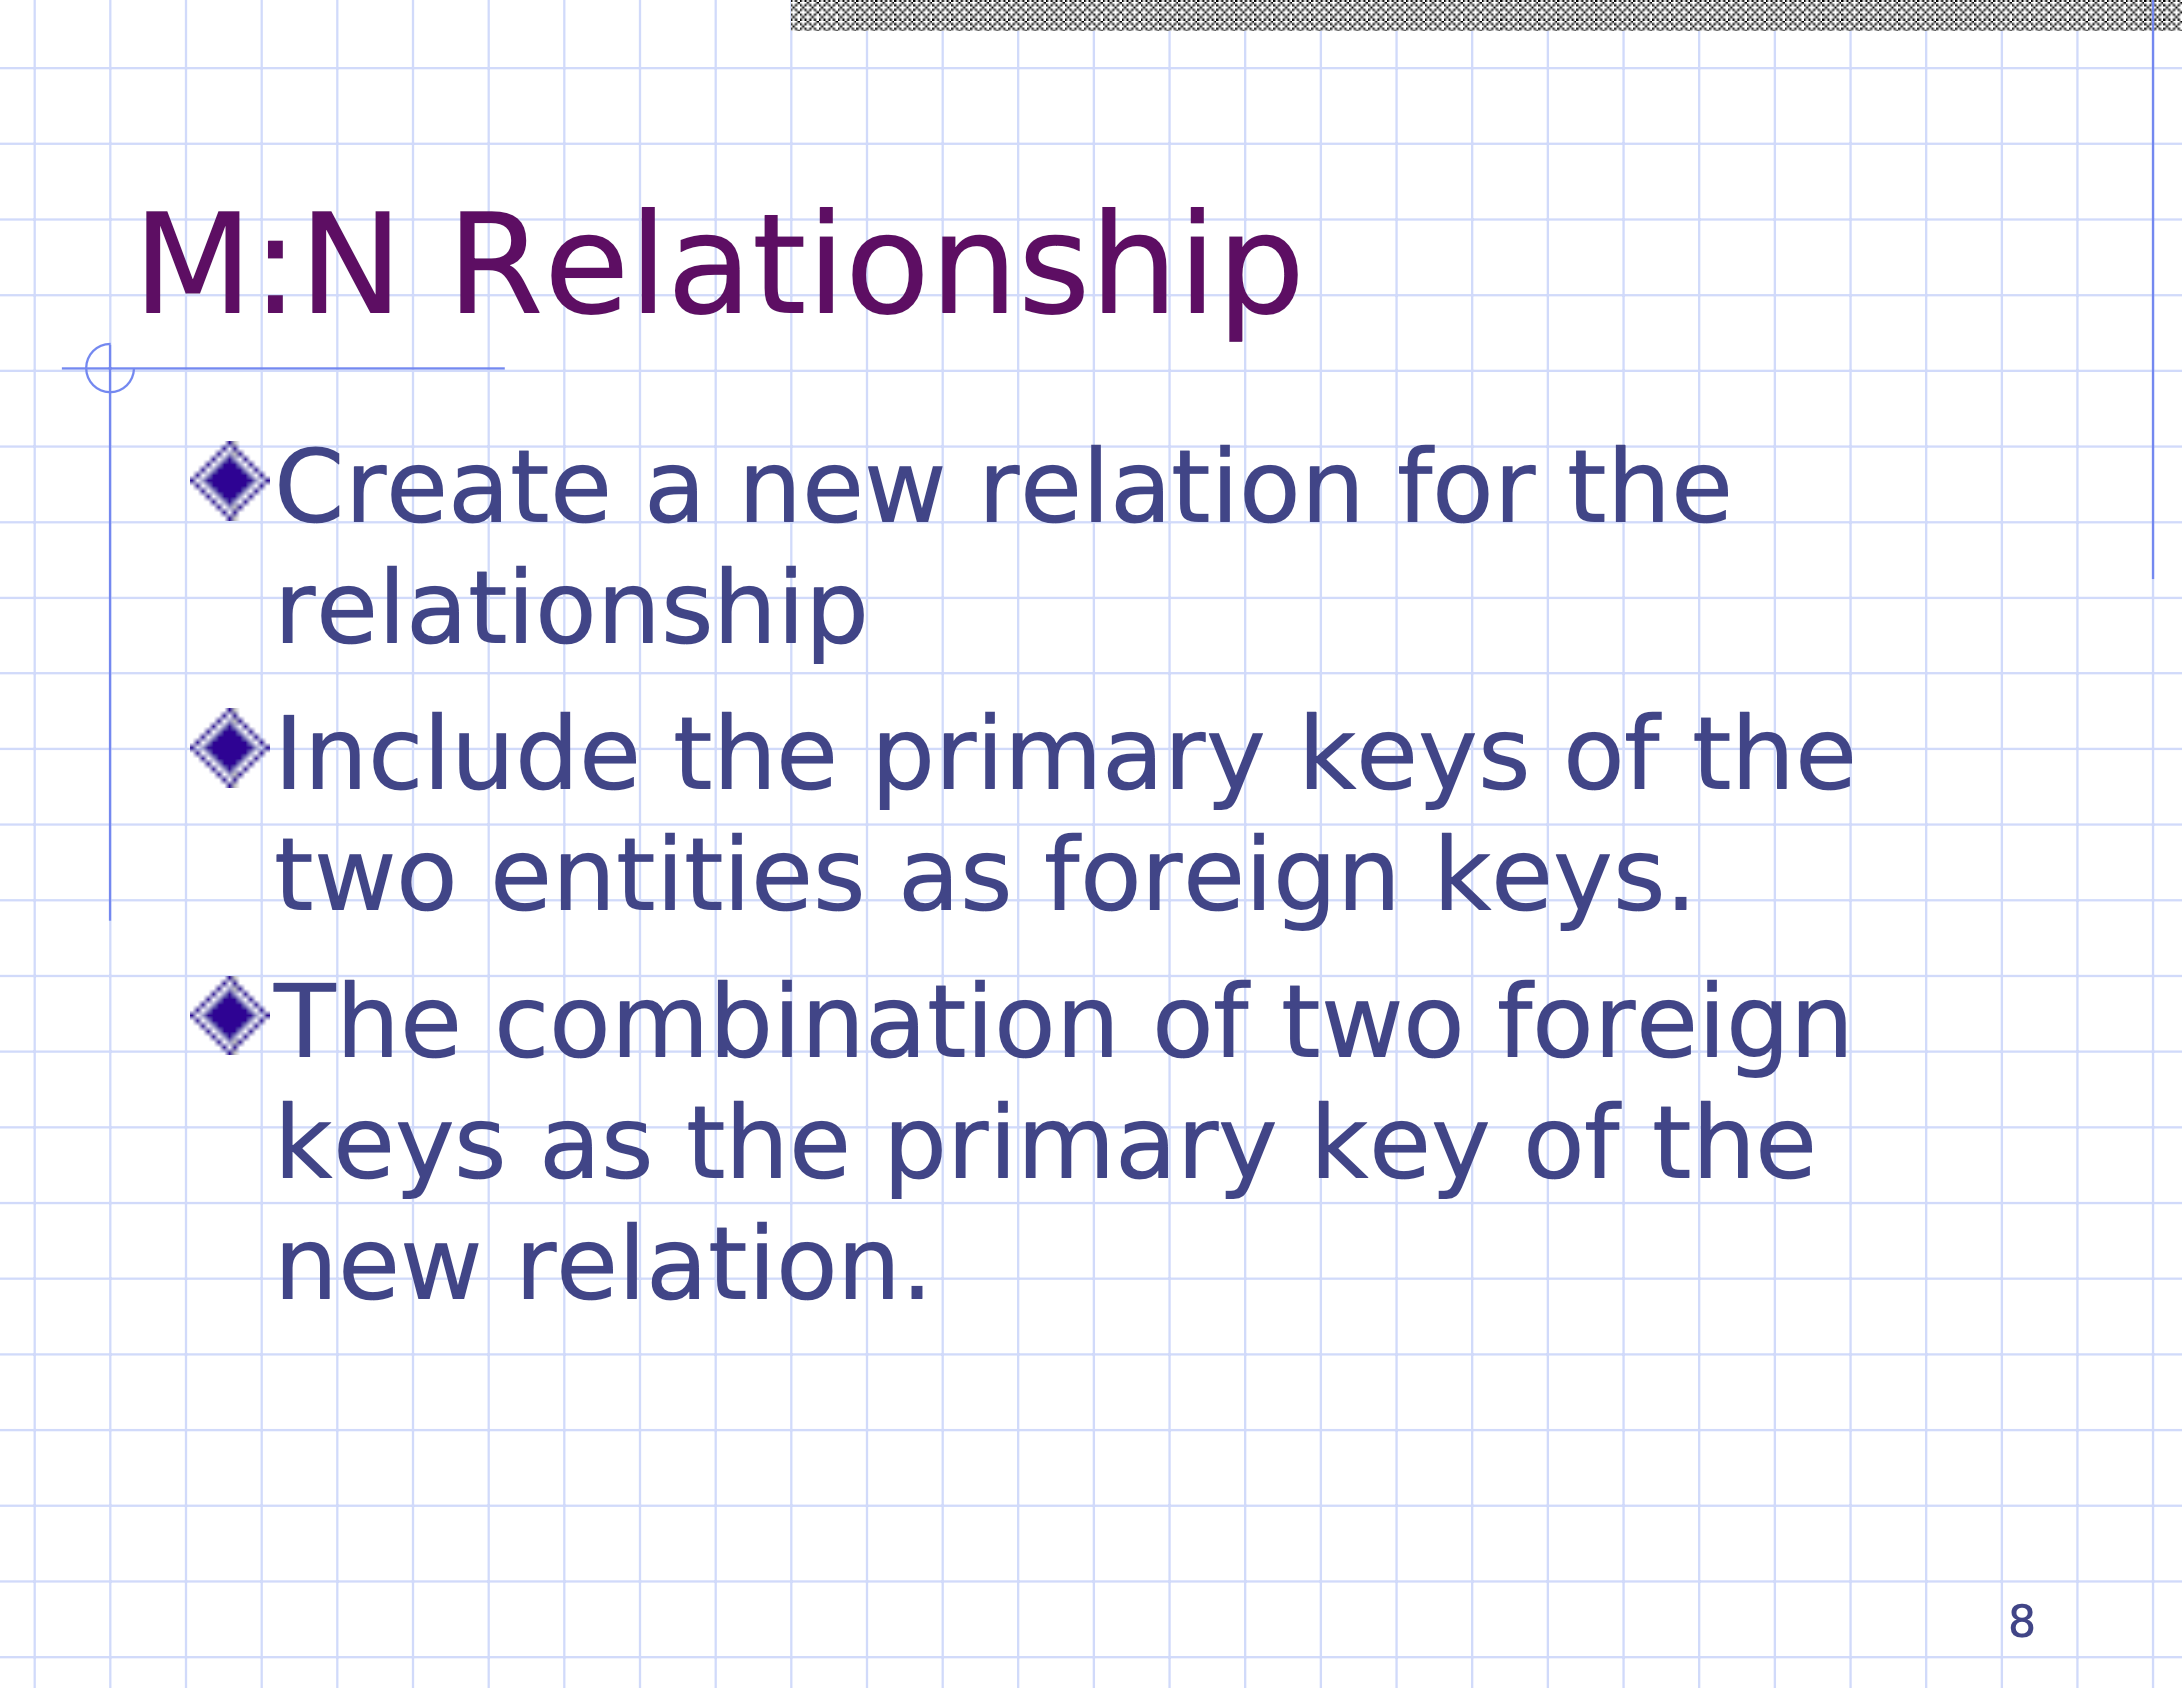 M:N Relationship
Create a new relation for the
relationship
Include the primary keys of the
two entities as foreign keys.
The combination of two foreign
keys as the primary key of the
new relation.
8